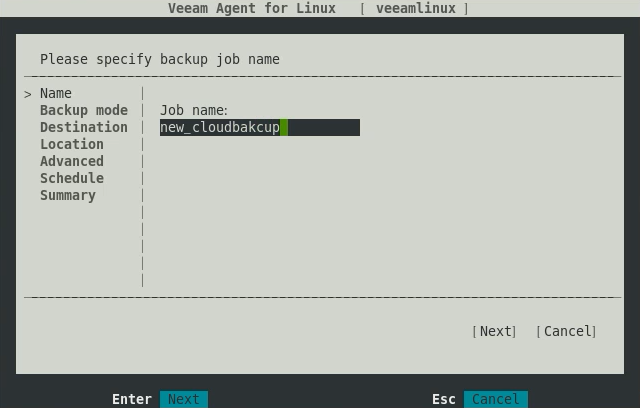 Veeam Agent for Linux [ veeamlinux ]
Please specify backup job name
> Name
Backup mode Job name:
Destination new_cloudbakcup
Location
Advanced
Schedule
Summary
[Next] [Cancel]
Enter Next Esc Cancel